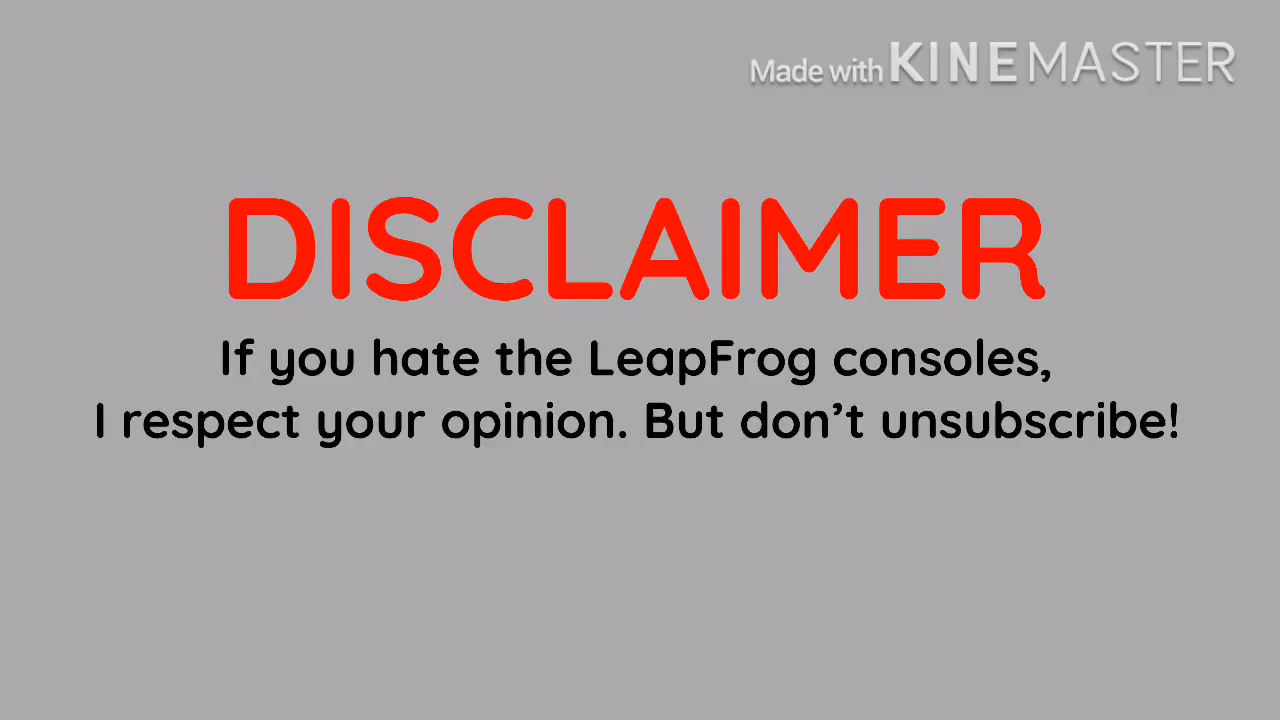 Made with KINEMASTER
DISCLAIMER
If you hate the LeapFrog consoles,
I respect your opinion. But don’t unsubscribe!